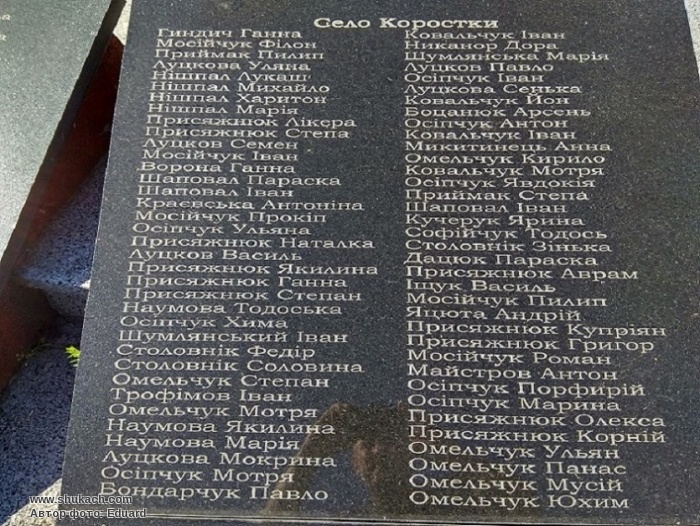 Село Коростки
Гиндич Ганна
Мосійчук Філон
Приймак Пилип
Луцкова Уляна
Нішпал Лукаш
Нішпал Михайло
Нішпал Харитон
Нішпал Марія
Присяжнюк Лікера
Присяжнюк Степа
Луцков Семен
Мосійчук Іван
Ворона Ганна
Шаповал Параска
Шаповал Іван
Краєвська Антоніна
Мосійчук Прокіп
Осіпчук Ульяна
Присяжнюк Наталка
Луцков Василь
Присяжнюк Якилина
Присяжнюк Ганна
Присяжнюк Степан
Наумова Тодоська
Осіпчук Хима
Шумлянський Іван
Столовнік Федір
Столовнік Соловина
Омельчук Степан
Трофімов Іван
Омельчук Мотря
Наумова Якилина
Наумова Марія
Луцкова Мокрина
Осіпчук Мотря
Бондарчук Павло
Ковальчук Іван
Никанор Дора
Шумлянська Марія
Луцков Павло
Осіпчук Іван
Луцкова Сенька
Ковальчук Йон
Боцанюк Арсень
Осіпчук Антон
Ковальчук Іван
Микитинець Анна
Омельчук Кирило
Ковальчук Мотря
Осіпчук Явдокія
Приймак Степа
Шаповал Іван
Кучерук Ярина
Софійчук Тодось
Столовнік Зінька
Дацюк Параска
Присяжнюк Аврам
Іщук Василь
Мосійчук Пилип
Яцюта Андрій
Присяжнюк Купріян
Присяжнюк Григор
Мосійчук Роман
Майстров Антон
Осіпчук Порфирій
Осіпчук Марина
Присяжнюк Олекса
Присяжнюк Корній
Омельчук Ульян
Омельчук Панас
Омельчук Мусій
Омельчук Юхим
www.shukach.com
Автор фото: Eduard